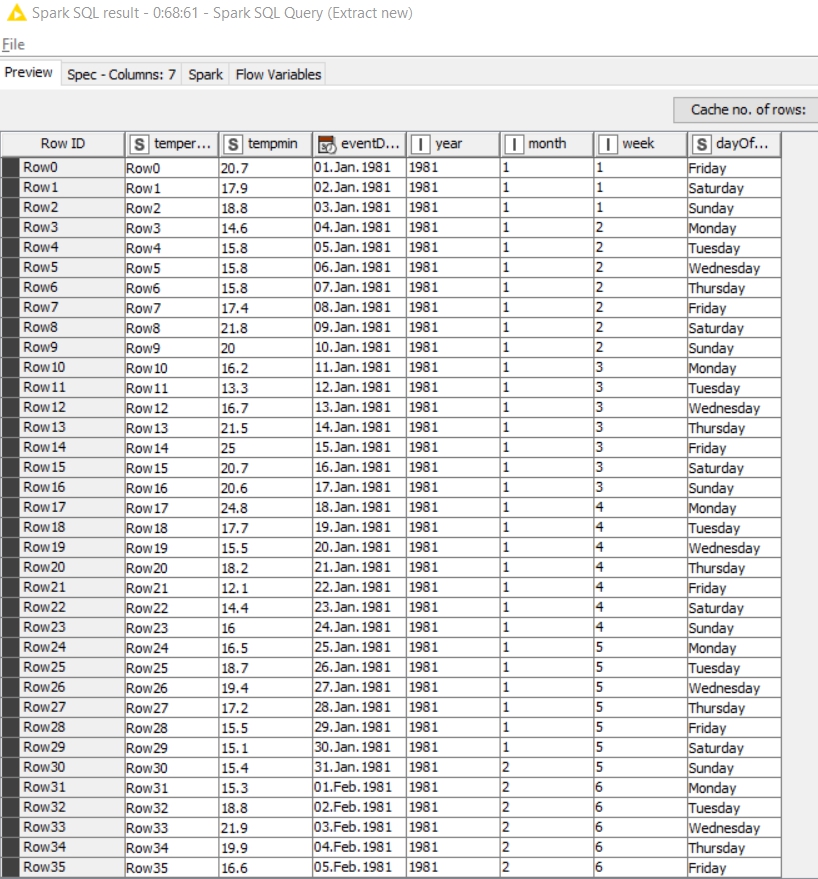 Spark SQL result - 0:68:61 - Spark SQL Query (Extract new)
File
Preview Spec - Columns: 7 Spark Flow Variables
Cache no. of rows:
Row ID S temper... S tempmin eventD... I year I month I week S dayOf...
Row0 Row0 20.7 01.Jan.1981 1981 1 1 Friday
Row1 Row1 17.9 02.Jan.1981 1981 1 1 Saturday
Row2 Row2 18.8 03.Jan.1981 1981 1 1 Sunday
Row3 Row3 14.6 04.Jan.1981 1981 1 2 Monday
Row4 Row4 15.8 05.Jan.1981 1981 1 2 Tuesday
Row5 Row5 15.8 06.Jan.1981 1981 1 2 Wednesday
Row6 Row6 15.8 07.Jan.1981 1981 1 2 Thursday
Row7 Row7 17.4 08.Jan.1981 1981 1 2 Friday
Row8 Row8 21.8 09.Jan.1981 1981 1 2 Saturday
Row9 Row9 20 10.Jan.1981 1981 1 2 Sunday
Row10 Row10 16.2 11.Jan.1981 1981 1 3 Monday
Row11 Row11 13.3 12.Jan.1981 1981 1 3 Tuesday
Row12 Row12 16.7 13.Jan.1981 1981 1 3 Wednesday
Row13 Row13 21.5 14.Jan.1981 1981 1 3 Thursday
Row14 Row14 25 15.Jan.1981 1981 1 3 Friday
Row15 Row15 20.7 16.Jan.1981 1981 1 3 Saturday
Row16 Row16 20.6 17.Jan.1981 1981 1 3 Sunday
Row17 Row17 24.8 18.Jan.1981 1981 1 4 Monday
Row18 Row18 17.7 19.Jan.1981 1981 1 4 Tuesday
Row19 Row19 15.5 20.Jan.1981 1981 1 4 Wednesday
Row20 Row20 18.2 21.Jan.1981 1981 1 4 Thursday
Row21 Row21 12.1 22.Jan.1981 1981 1 4 Friday
Row22 Row22 14.4 23.Jan.1981 1981 1 4 Saturday
Row23 Row23 16 24.Jan.1981 1981 1 4 Sunday
Row24 Row24 16.5 25.Jan.1981 1981 1 5 Monday
Row25 Row25 18.7 26.Jan.1981 1981 1 5 Tuesday
Row26 Row26 19.4 27.Jan.1981 1981 1 5 Wednesday
Row27 Row27 17.2 28.Jan.1981 1981 1 5 Thursday
Row28 Row28 15.5 29.Jan.1981 1981 1 5 Friday
Row29 Row29 15.1 30.Jan.1981 1981 1 5 Saturday
Row30 Row30 15.4 31.Jan.1981 1981 2 5 Sunday
Row31 Row31 15.3 01.Feb.1981 1981 2 6 Monday
Row32 Row32 18.8 02.Feb.1981 1981 2 6 Tuesday
Row33 Row33 21.9 03.Feb.1981 1981 2 6 Wednesday
Row34 Row34 19.9 04.Feb.1981 1981 2 6 Thursday
Row35 Row35 16.6 05.Feb.1981 1981 2 6 Friday